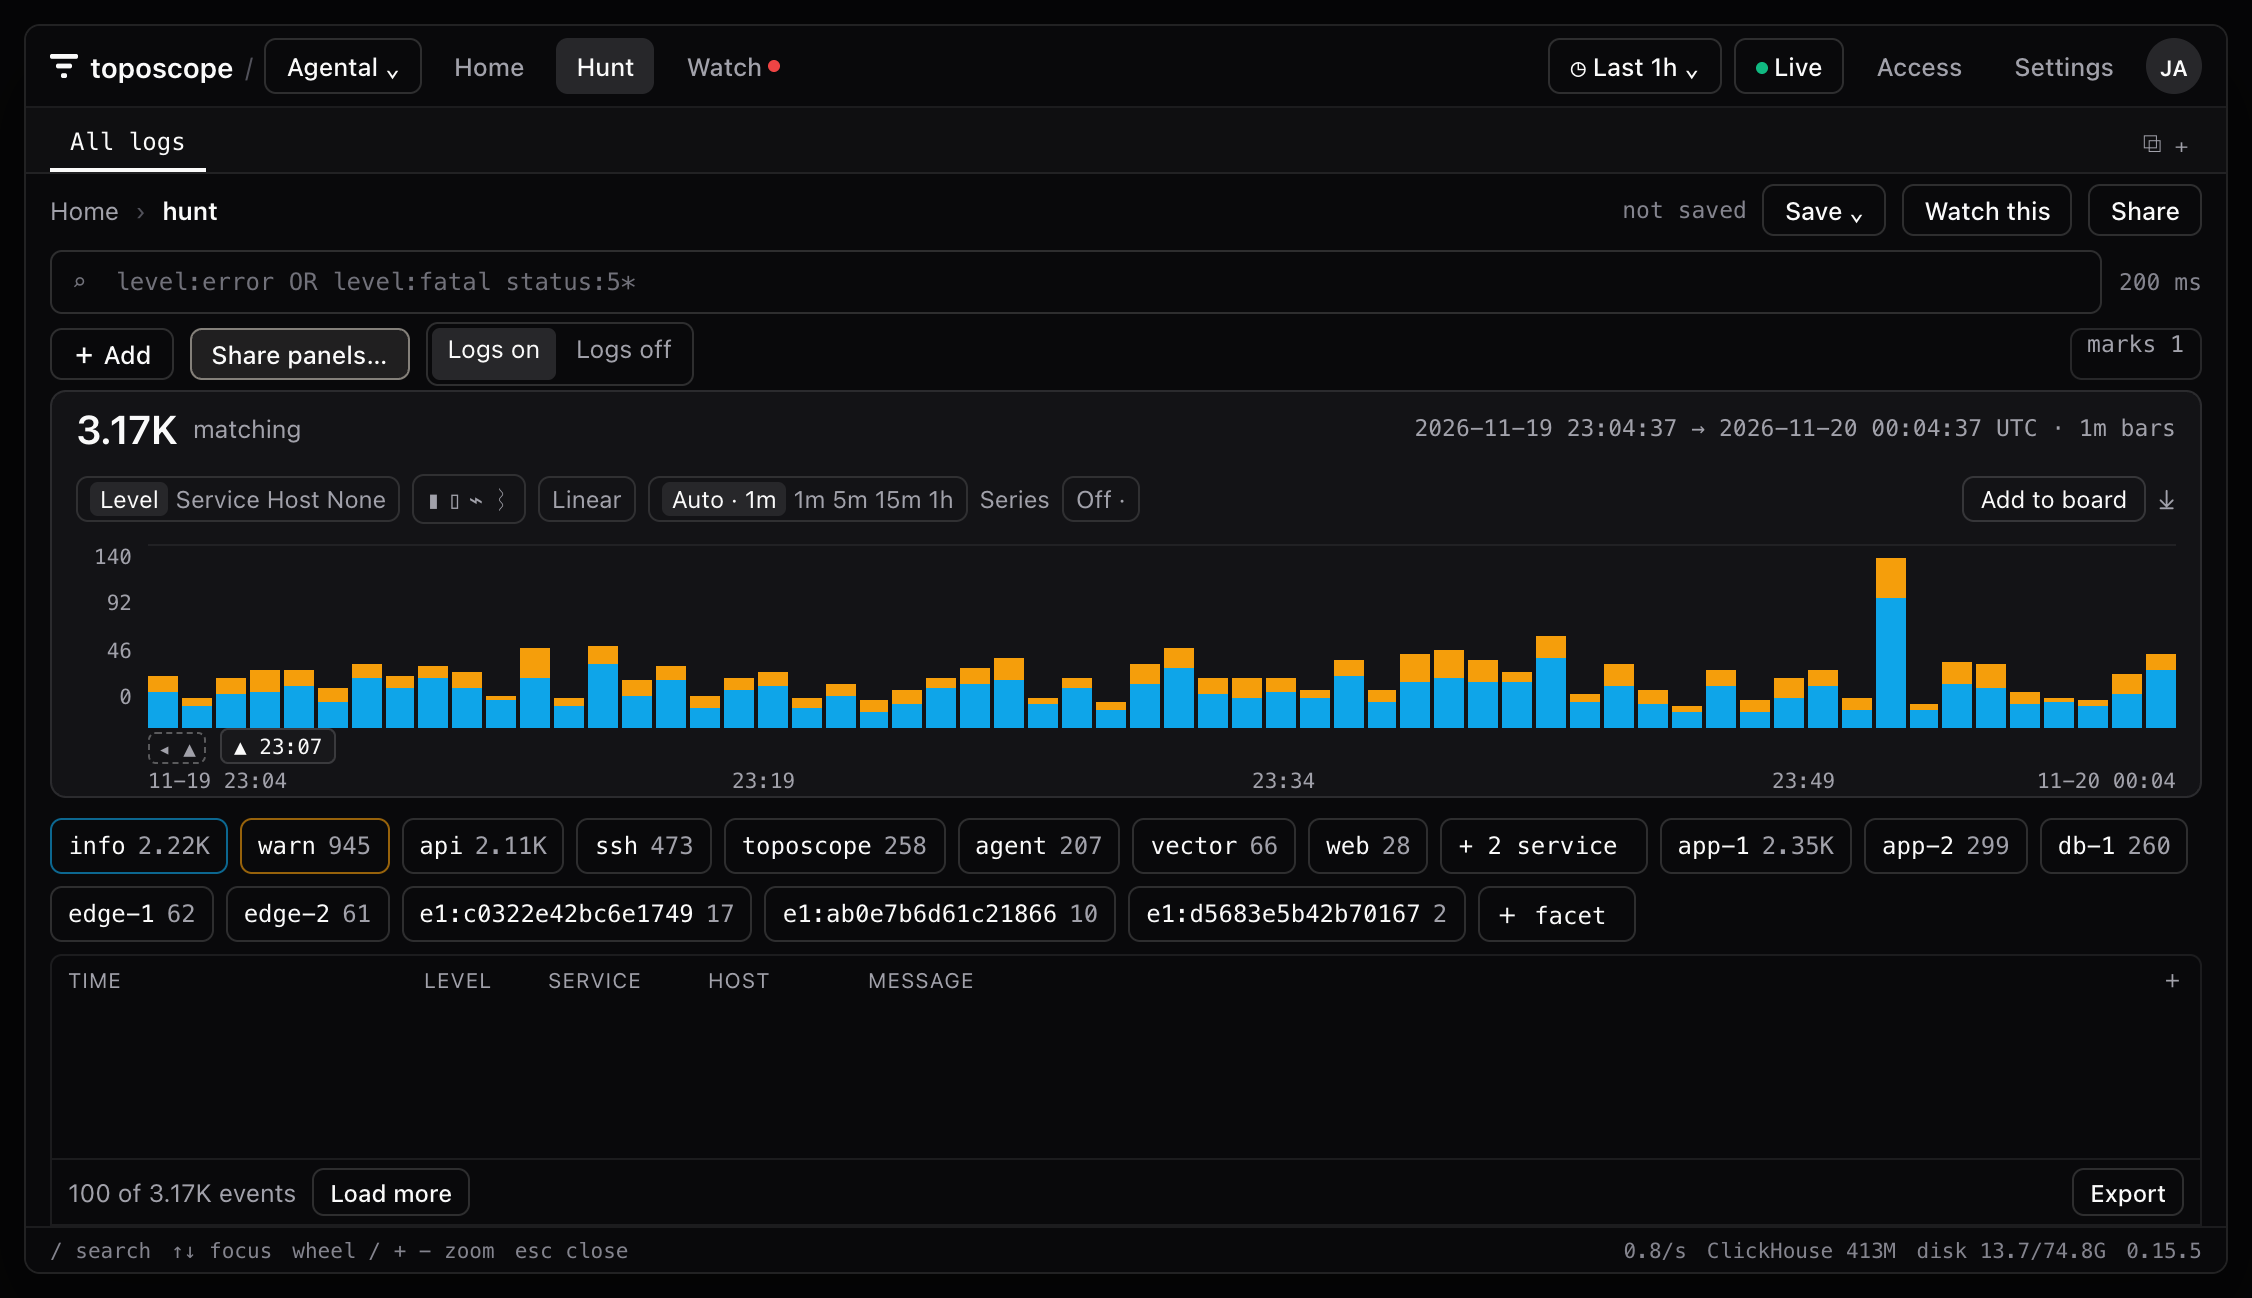 toposcope / Agental Home Hunt Watch Last 1h Live Access Settings JA
All logs +
Home › hunt not saved Save Watch this Share
level:error OR level:fatal status:5* 200 ms
+ Add Share panels... Logs on Logs off marks 1
3.17K matching 2026-11-19 23:04:37 → 2026-11-20 00:04:37 UTC · 1m bars
Level Service Host None Linear Auto · 1m 1m 5m 15m 1h Series Off · Add to board
140
92
46
0
▲ 23:07
11-19 23:04 23:19 23:34 23:49 11-20 00:04
info 2.22K warn 945 api 2.11K ssh 473 toposcope 258 agent 207 vector 66 web 28 + 2 service app-1 2.35K app-2 299 db-1 260
edge-1 62 edge-2 61 e1:c0322e42bc6e1749 17 e1:ab0e7b6d61c21866 10 e1:d5683e5b42b70167 2 + facet
TIME LEVEL SERVICE HOST MESSAGE +
100 of 3.17K events Load more Export
/ search ↑↓ focus wheel / + − zoom esc close 0.8/s ClickHouse 413M disk 13.7/74.8G 0.15.5